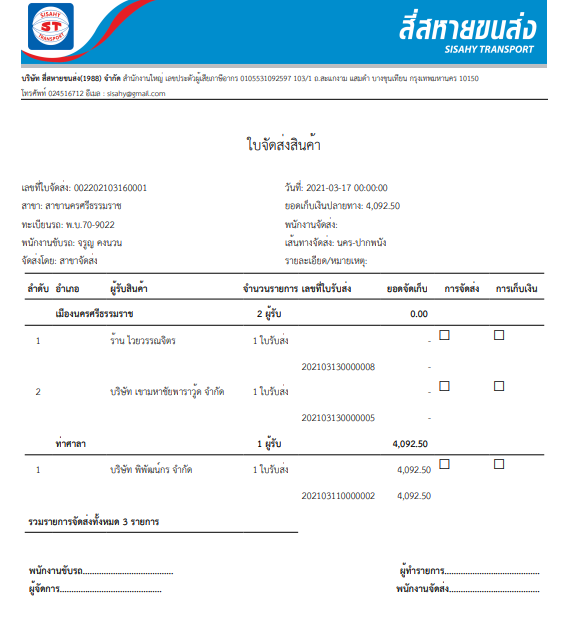 SISAHY
ST
TRANSPORT
สี่สหายขนส่ง
SISAHY TRANSPORT
บริษัท สี่สหายขนส่ง(1988) จำกัด สำนักงานใหญ่ เลขประตัวผู้เสียภาษีอากร 0105531092597 103/1 ถ.สะแกงาม แสมดำ บางขุนเทียน กรุงเทพมหานคร 10150
โทรศัพท์ 024516712 อีเมล : sisahy@gmail.com
ใบจัดส่งสินค้า
เลขที่ใบจัดส่ง: 002202103160001 วันที่: 2021-03-17 00:00:00
สาขา: สาขานครศรีธรรมราช ยอดเก็บเงินปลายทาง: 4,092.50
ทะเบียนรถ: พ.บ.70-9022 พนักงานจัดส่ง:
พนักงานขับรถ: จรูญ คงนวน เส้นทางจัดส่ง: นคร-ปากพนัง
จัดส่งโดย: สาขาจัดส่ง รายละเอียด/หมายเหตุ:
ลำดับ อำเภอ ผู้รับสินค้า จำนวนรายการ เลขที่ใบรับส่ง ยอดจัดเก็บ การจัดส่ง การเก็บเงิน
เมืองนครศรีธรรมราช 2 ผู้รับ 0.00
1 ร้าน ไวยวรรณจิตร 1 ใบรับส่ง - ☐ ☐
202103130000008 -
2 บริษัท เขามหาชัยพาราวู้ด จำกัด 1 ใบรับส่ง - ☐ ☐
202103130000005 -
ท่าศาลา 1 ผู้รับ 4,092.50
1 บริษัท พิพัฒน์กร จำกัด 1 ใบรับส่ง 4,092.50 ☐ ☐
202103110000002 4,092.50
รวมรายการจัดส่งทั้งหมด 3 รายการ
พนักงานขับรถ........................................ ผู้ทำรายการ........................................
ผู้จัดการ........................................ พนักงานจัดส่ง........................................